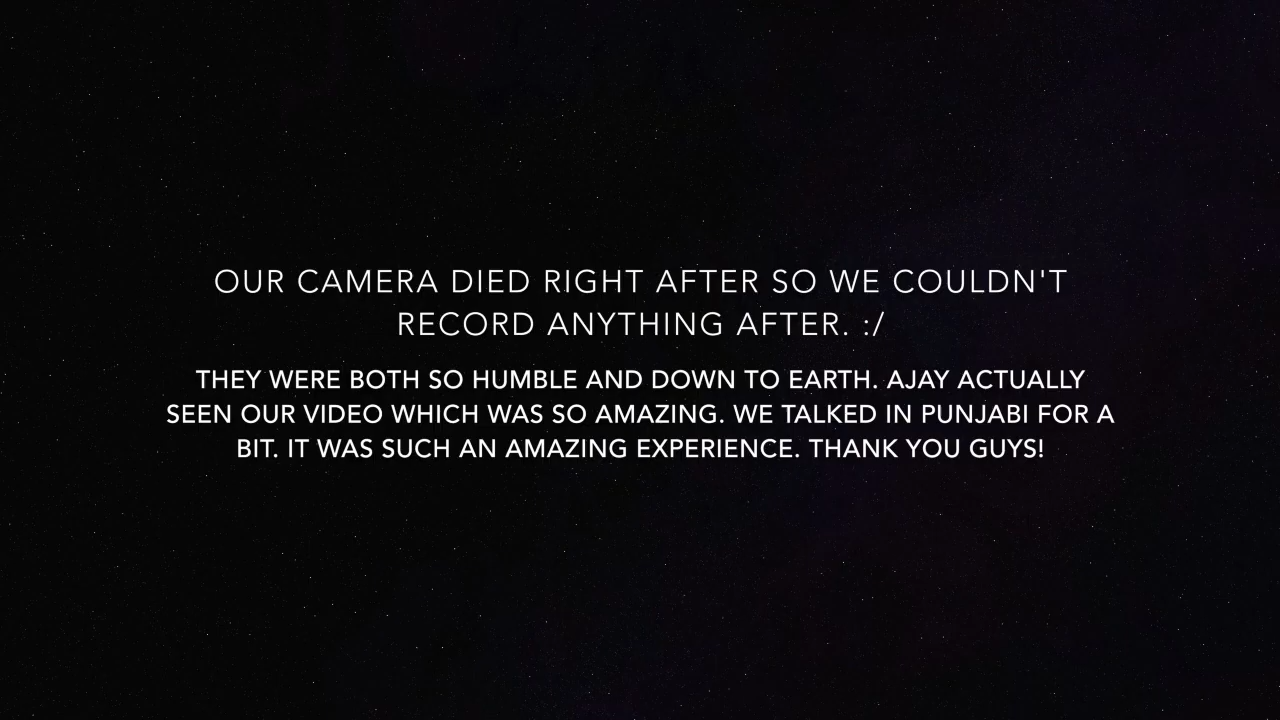 OUR CAMERA DIED RIGHT AFTER SO WE COULDN'T
RECORD ANYTHING AFTER. :/
THEY WERE BOTH SO HUMBLE AND DOWN TO EARTH. AJAY ACTUALLY
SEEN OUR VIDEO WHICH WAS SO AMAZING. WE TALKED IN PUNJABI FOR A
BIT. IT WAS SUCH AN AMAZING EXPERIENCE. THANK YOU GUYS!